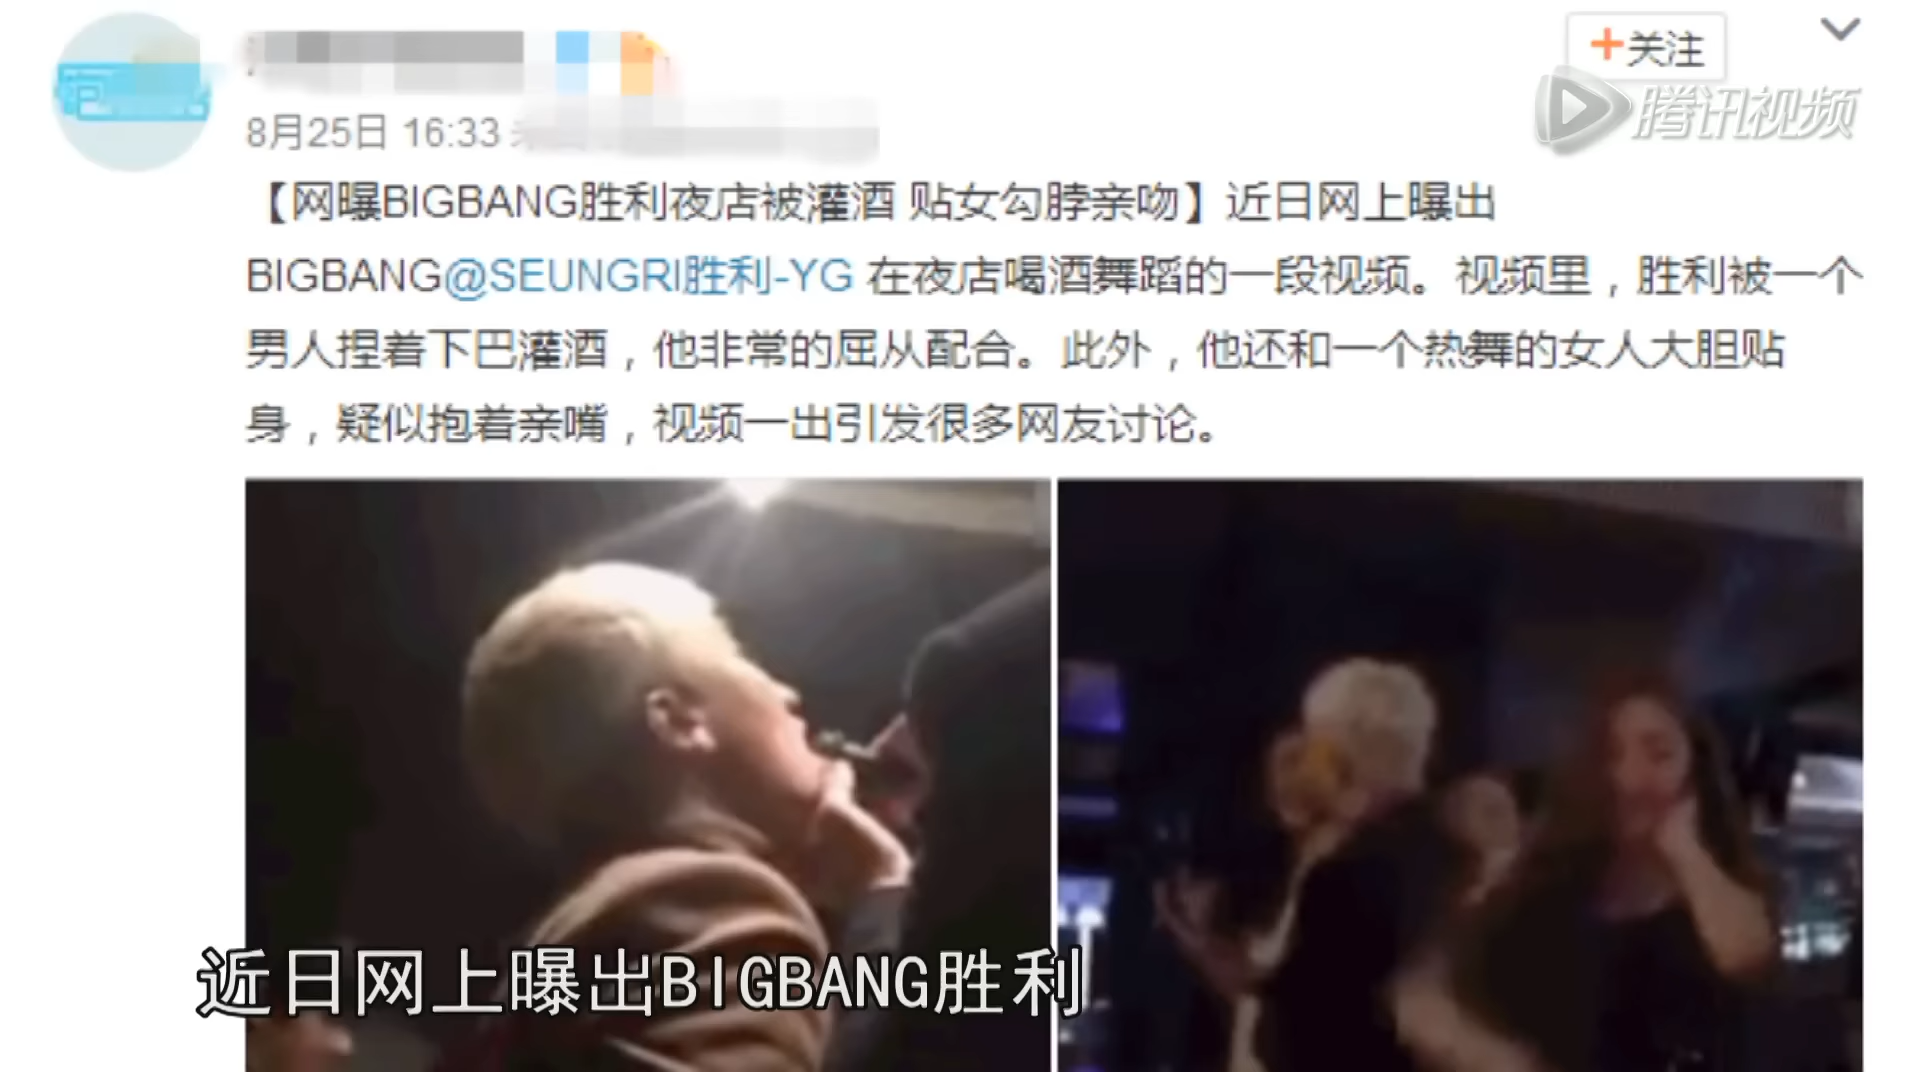 +关注
腾讯视频
8月25日 16:33
【网曝BIGBANG胜利夜店被灌酒 贴女勾脖亲吻】近日网上曝出
BIGBANG@SEUNGRI胜利-YG 在夜店喝酒舞蹈的一段视频。视频里，胜利被一个
男人捏着下巴灌酒，他非常的屈从配合。此外，他还和一个热舞的女人大胆贴
身，疑似抱着亲嘴，视频一出引发很多网友讨论。
近日网上曝出BIGBANG胜利